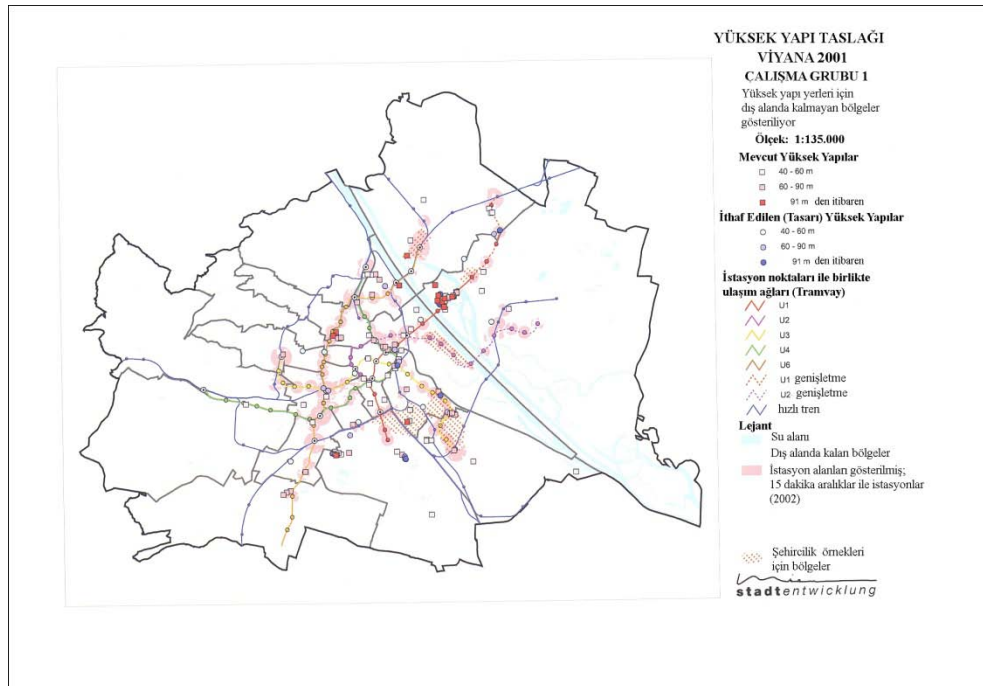 YÜKSEK YAPI TASLAĞI
VİYANA 2001
ÇALIŞMA GRUBU 1
Yüksek yapı yerleri için
dış alanda kalmayan bölgeler
gösteriliyor
Ölçek: 1:135.000
Mevcut Yüksek Yapılar
40 - 60 m
60 - 90 m
91 m den itibaren
İthaf Edilen (Tasarı) Yüksek Yapılar
40 - 60 m
60 - 90 m
91 m den itibaren
İstasyon noktaları ile birlikte
ulaşım ağları (Tramvay)
U1
U2
U3
U4
U6
U1 genişletme
U2 genişletme
hızlı tren
Lejant
Su alanı
Dış alanda kalan bölgeler
İstasyon alanları gösterilmiş;
15 dakika aralıklar ile istasyonlar
(2002)
Şehircilik örnekleri
için bölgeler
stadtentwicklung